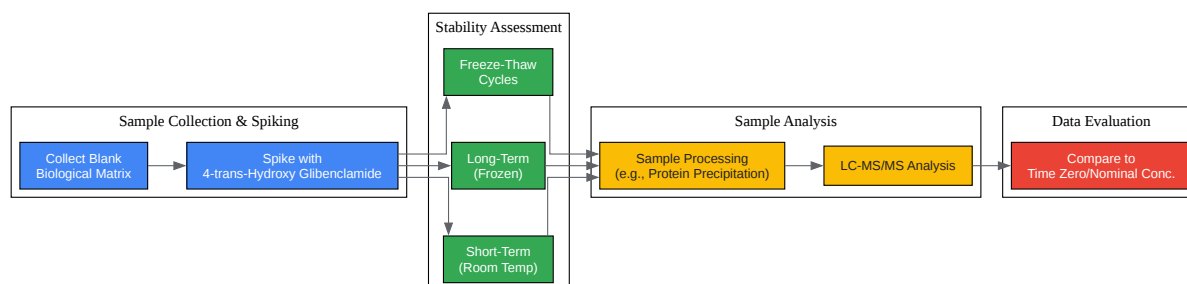 Sample Collection & Spiking
Collect Blank
Biological Matrix
Spike with
4-trans-Hydroxy Glibenclamide
Stability Assessment
Freeze-Thaw
Cycles
Long-Term
(Frozen)
Short-Term
(Room Temp)
Sample Analysis
Sample Processing
(e.g., Protein Precipitation)
LC-MS/MS Analysis
Data Evaluation
Compare to
Time Zero/Nominal Conc.